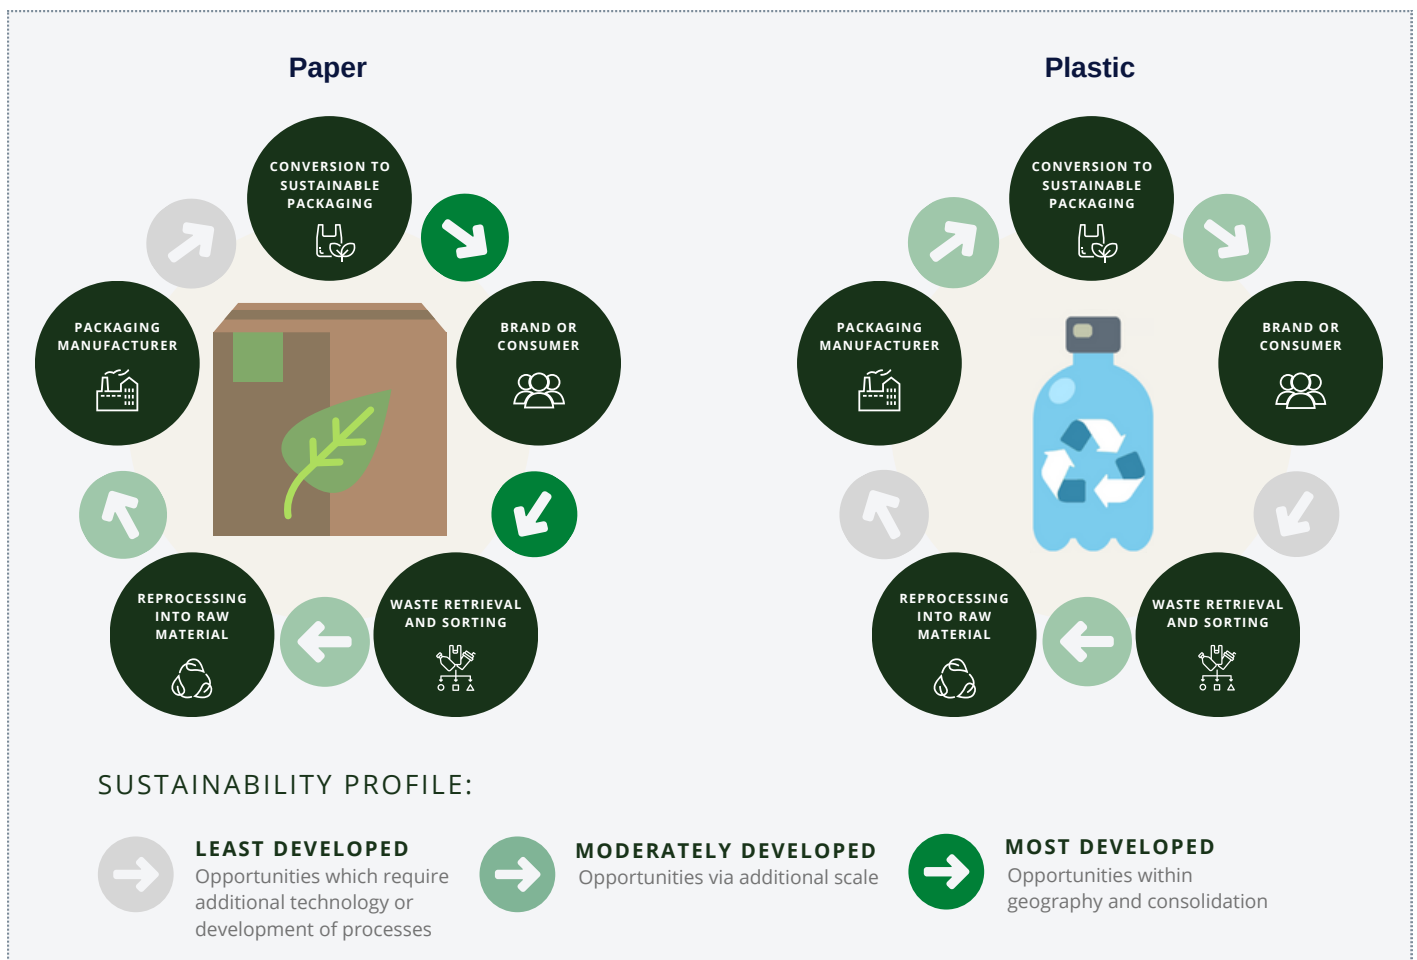 Paper
CONVERSION TO
SUSTAINABLE
PACKAGING
PACKAGING
MANUFACTURER
BRAND OR
CONSUMER
REPROCESSING
INTO RAW
MATERIAL
WASTE RETRIEVAL
AND SORTING
Plastic
CONVERSION TO
SUSTAINABLE
PACKAGING
PACKAGING
MANUFACTURER
BRAND OR
CONSUMER
REPROCESSING
INTO RAW
MATERIAL
WASTE RETRIEVAL
AND SORTING
SUSTAINABILITY PROFILE:
LEAST DEVELOPED
Opportunities which require
additional technology or
development of processes
MODERATELY DEVELOPED
Opportunities via additional scale
MOST DEVELOPED
Opportunities within
geography and consolidation